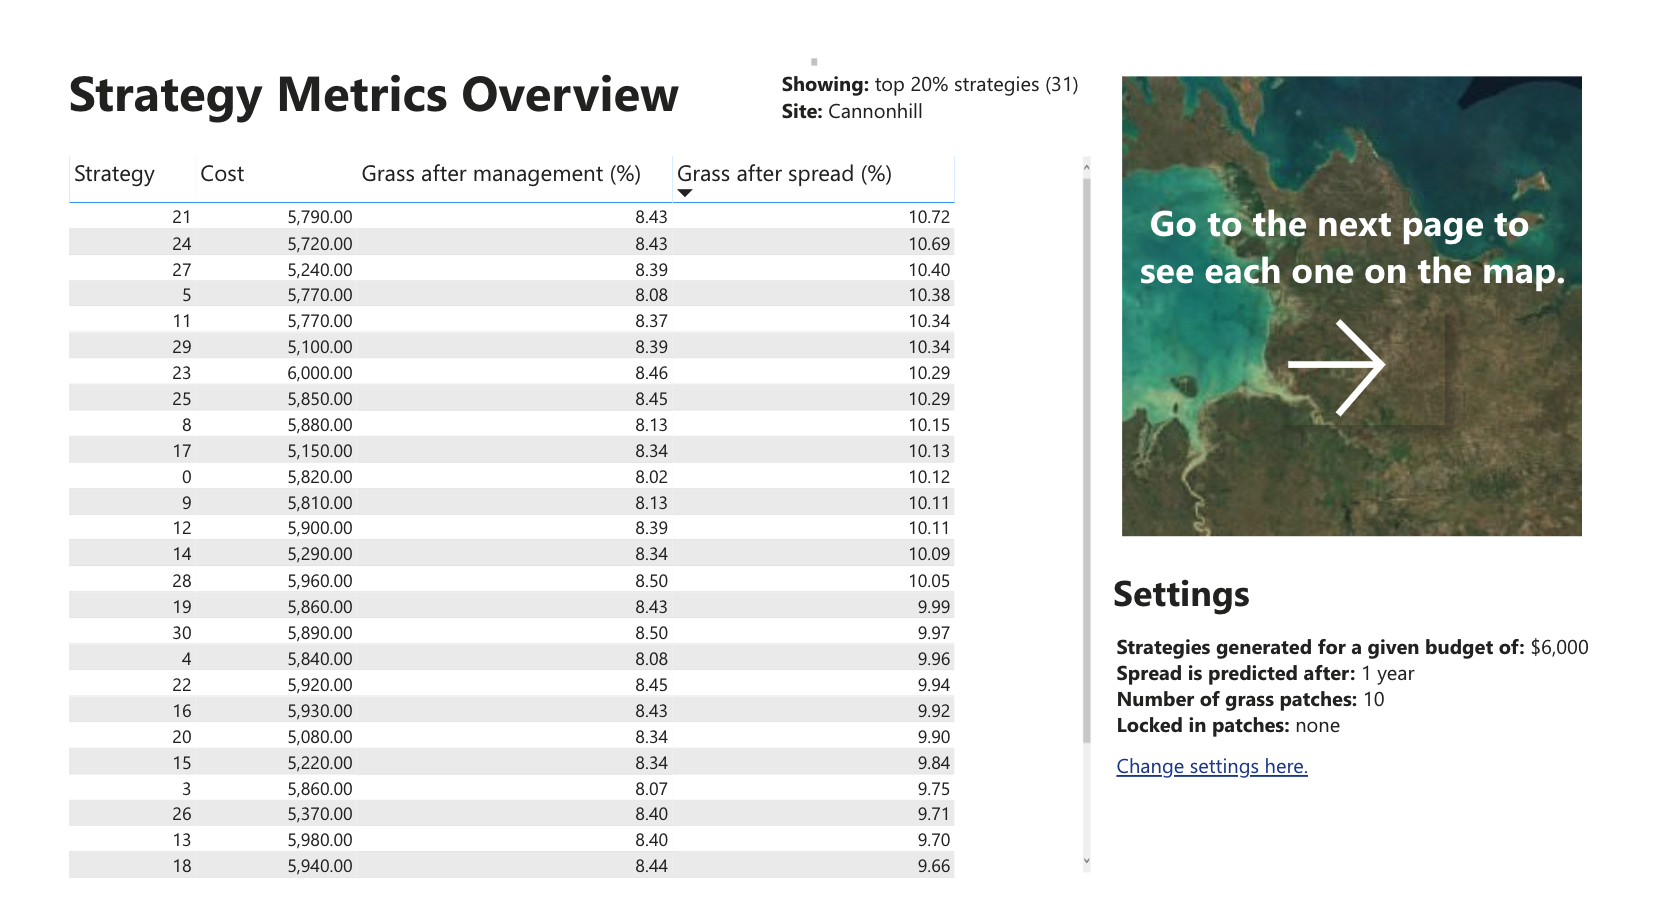 Strategy Metrics Overview
Showing: top 20% strategies (31)
Site: Cannonhill
Strategy Cost Grass after management (%) Grass after spread (%)
21 5,790.00 8.43 10.72
24 5,720.00 8.43 10.69
27 5,240.00 8.39 10.40
5 5,770.00 8.08 10.38
11 5,770.00 8.37 10.34
29 5,100.00 8.39 10.34
23 6,000.00 8.46 10.29
25 5,850.00 8.45 10.29
8 5,880.00 8.13 10.15
17 5,150.00 8.34 10.13
0 5,820.00 8.02 10.12
9 5,810.00 8.13 10.11
12 5,900.00 8.39 10.11
14 5,290.00 8.34 10.09
28 5,960.00 8.50 10.05
19 5,860.00 8.43 9.99
30 5,890.00 8.50 9.97
4 5,840.00 8.08 9.96
22 5,920.00 8.45 9.94
16 5,930.00 8.43 9.92
20 5,080.00 8.34 9.90
15 5,220.00 8.34 9.84
3 5,860.00 8.07 9.75
26 5,370.00 8.40 9.71
13 5,980.00 8.40 9.70
18 5,940.00 8.44 9.66
Go to the next page to
see each one on the map.
Settings
Strategies generated for a given budget of: $6,000
Spread is predicted after: 1 year
Number of grass patches: 10
Locked in patches: none
Change settings here.